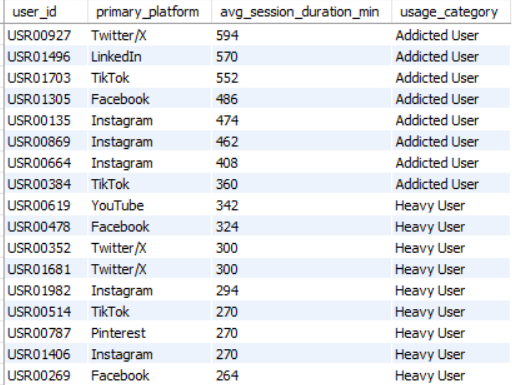 user_id primary_platform avg_session_duration_min usage_category
USR00927 Twitter/X 594 Addicted User
USR01496 LinkedIn 570 Addicted User
USR01703 TikTok 552 Addicted User
USR01305 Facebook 486 Addicted User
USR00135 Instagram 474 Addicted User
USR00869 Instagram 462 Addicted User
USR00664 Instagram 408 Addicted User
USR00384 TikTok 360 Addicted User
USR00619 YouTube 342 Heavy User
USR00478 Facebook 324 Heavy User
USR00352 Twitter/X 300 Heavy User
USR01681 Twitter/X 300 Heavy User
USR01982 Instagram 294 Heavy User
USR00514 TikTok 270 Heavy User
USR00787 Pinterest 270 Heavy User
USR01406 Instagram 270 Heavy User
USR00269 Facebook 264 Heavy User